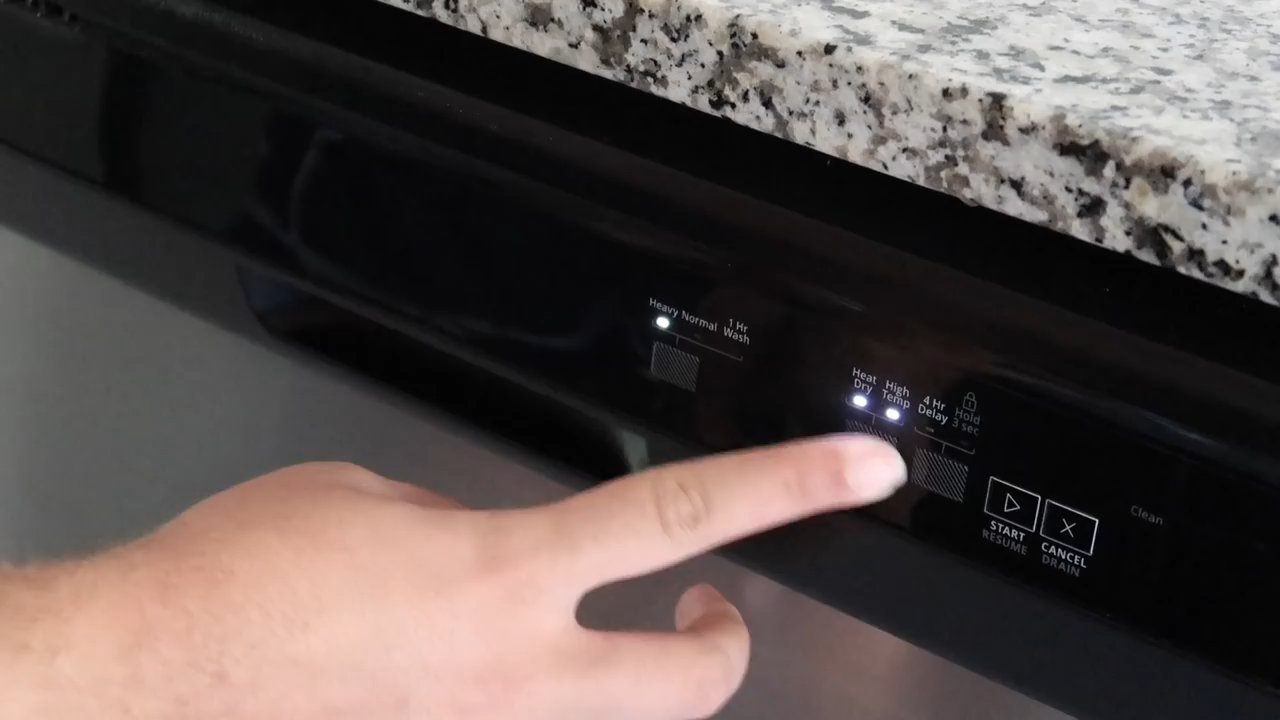 Heavy Normal 1 Hr
Wash
Heat
Dry
High
Temp
4 Hr
Delay
Hold
3 sec
START
RESUME
CANCEL
DRAIN
Clean